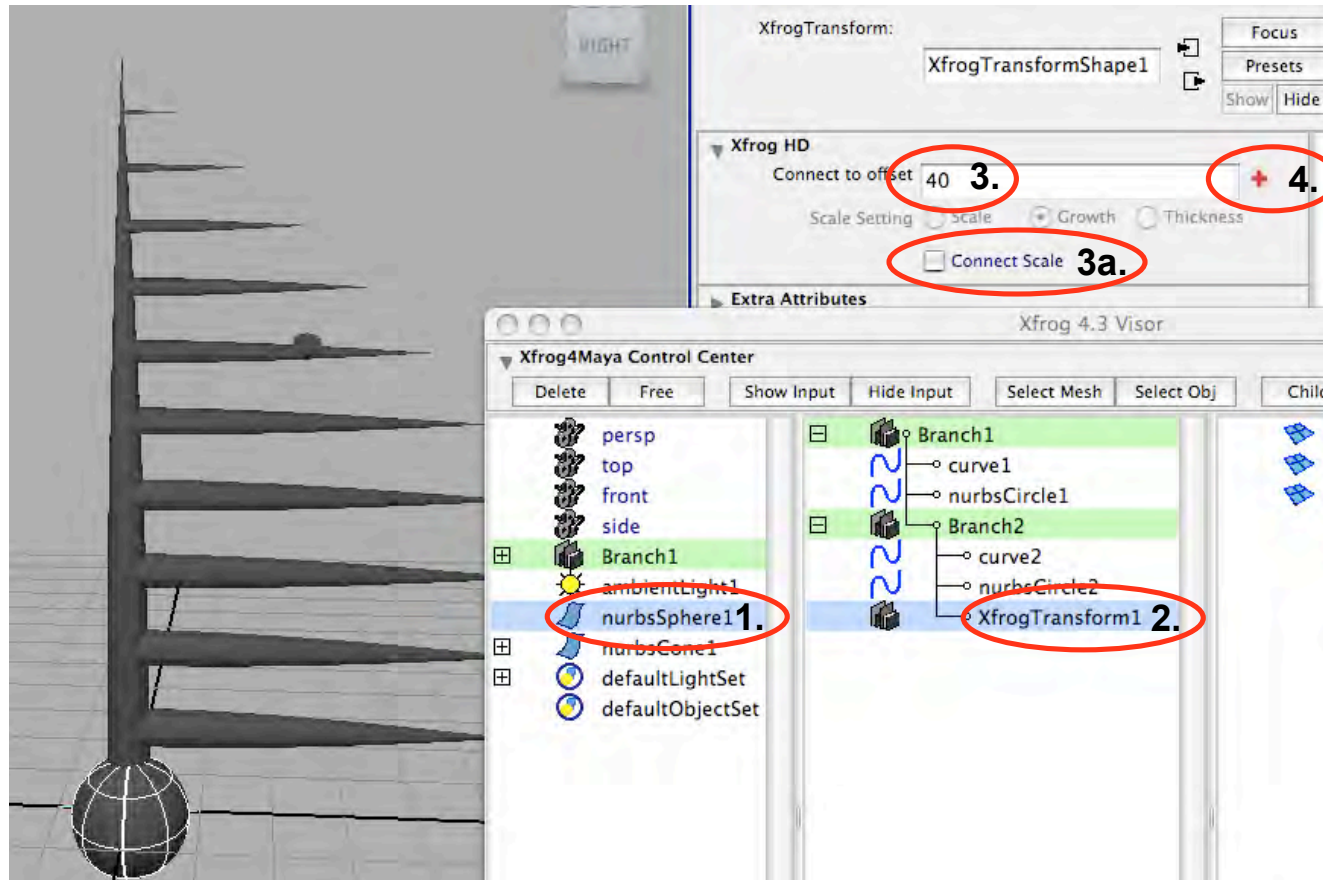 RIGHT
XfrogTransform:
XfrogTransformShape1
Focus
Presets
Show Hide
Xfrog HD
Connect to offset 40 3. 4.
Scale Setting Scale Growth Thickness
Connect Scale 3a.
Extra Attributes
Xfrog 4.3 Visor
Xfrog4Maya Control Center
Delete Free Show Input Hide Input Select Mesh Select Obj Chil
persp
top
front
side
Branch1
ambientLight1
nurbsSphere1 1.
nurbsCone1
defaultLightSet
defaultObjectSet
Branch1
curve1
nurbsCircle1
Branch2
curve2
nurbsCircle2
XfrogTransform1 2.